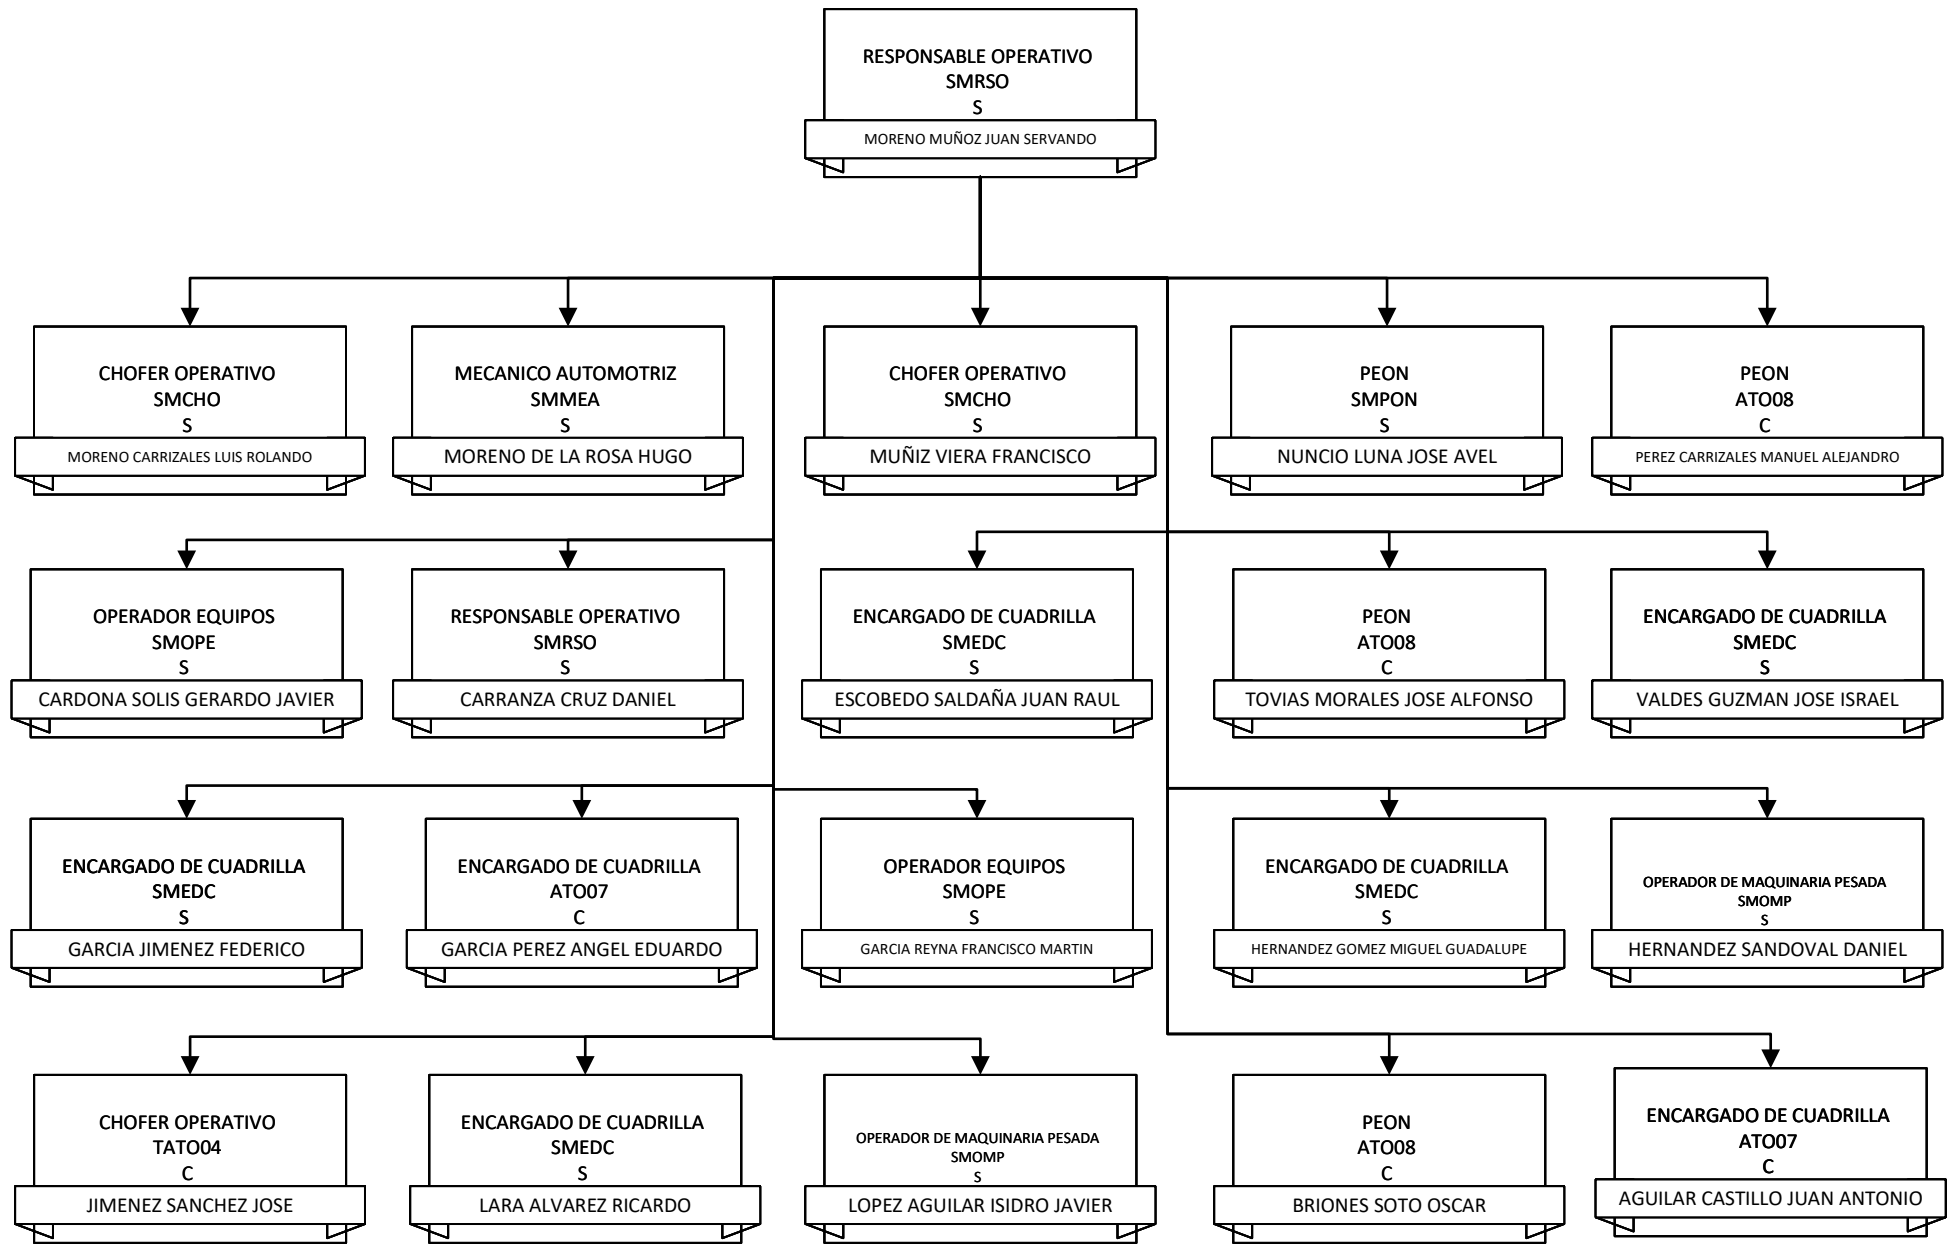 RESPONSABLE OPERATIVO
SMRSO
S
MORENO MUÑOZ JUAN SERVANDO
CHOFER OPERATIVO
SMCHO
S
MORENO CARRIZALES LUIS ROLANDO
MECANICO AUTOMOTRIZ
SMMEA
S
MORENO DE LA ROSA HUGO
CHOFER OPERATIVO
SMCHO
S
MUÑIZ VIERA FRANCISCO
PEON
SMPON
S
NUNCIO LUNA JOSE AVEL
PEON
ATO08
C
PEREZ CARRIZALES MANUEL ALEJANDRO
OPERADOR EQUIPOS
SMOPE
S
CARDONA SOLIS GERARDO JAVIER
RESPONSABLE OPERATIVO
SMRSO
S
CARRANZA CRUZ DANIEL
ENCARGADO DE CUADRILLA
SMEDC
S
ESCOBEDO SALDAÑA JUAN RAUL
PEON
ATO08
C
TOVIAS MORALES JOSE ALFONSO
ENCARGADO DE CUADRILLA
SMEDC
S
VALDES GUZMAN JOSE ISRAEL
ENCARGADO DE CUADRILLA
SMEDC
S
GARCIA JIMENEZ FEDERICO
ENCARGADO DE CUADRILLA
ATO07
C
GARCIA PEREZ ANGEL EDUARDO
OPERADOR EQUIPOS
SMOPE
S
GARCIA REYNA FRANCISCO MARTIN
ENCARGADO DE CUADRILLA
SMEDC
S
HERNANDEZ GOMEZ MIGUEL GUADALUPE
OPERADOR DE MAQUINARIA PESADA
SMOMP
S
HERNANDEZ SANDOVAL DANIEL
CHOFER OPERATIVO
TATO04
C
JIMENEZ SANCHEZ JOSE
ENCARGADO DE CUADRILLA
SMEDC
S
LARA ALVAREZ RICARDO
OPERADOR DE MAQUINARIA PESADA
SMOMP
S
LOPEZ AGUILAR ISIDRO JAVIER
PEON
ATO08
C
BRIONES SOTO OSCAR
ENCARGADO DE CUADRILLA
ATO07
C
AGUILAR CASTILLO JUAN ANTONIO